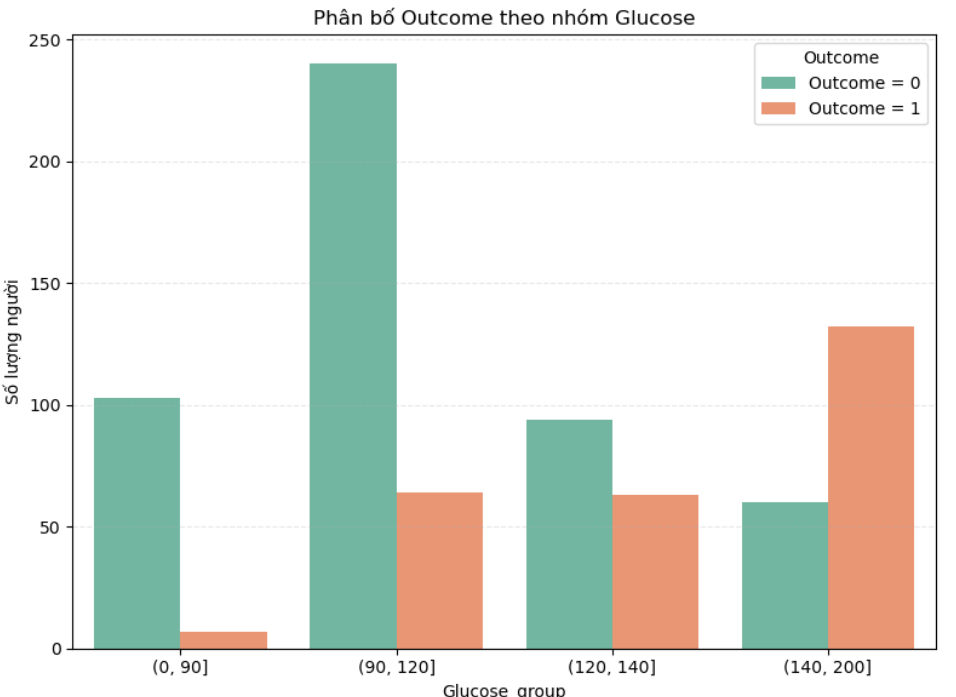 Phân bố Outcome theo nhóm Glucose
Outcome
Outcome = 0
Outcome = 1
Số lượng người
250
200
150
100
50
0
(0, 90]
(90, 120]
(120, 140]
(140, 200]
Glucose_group